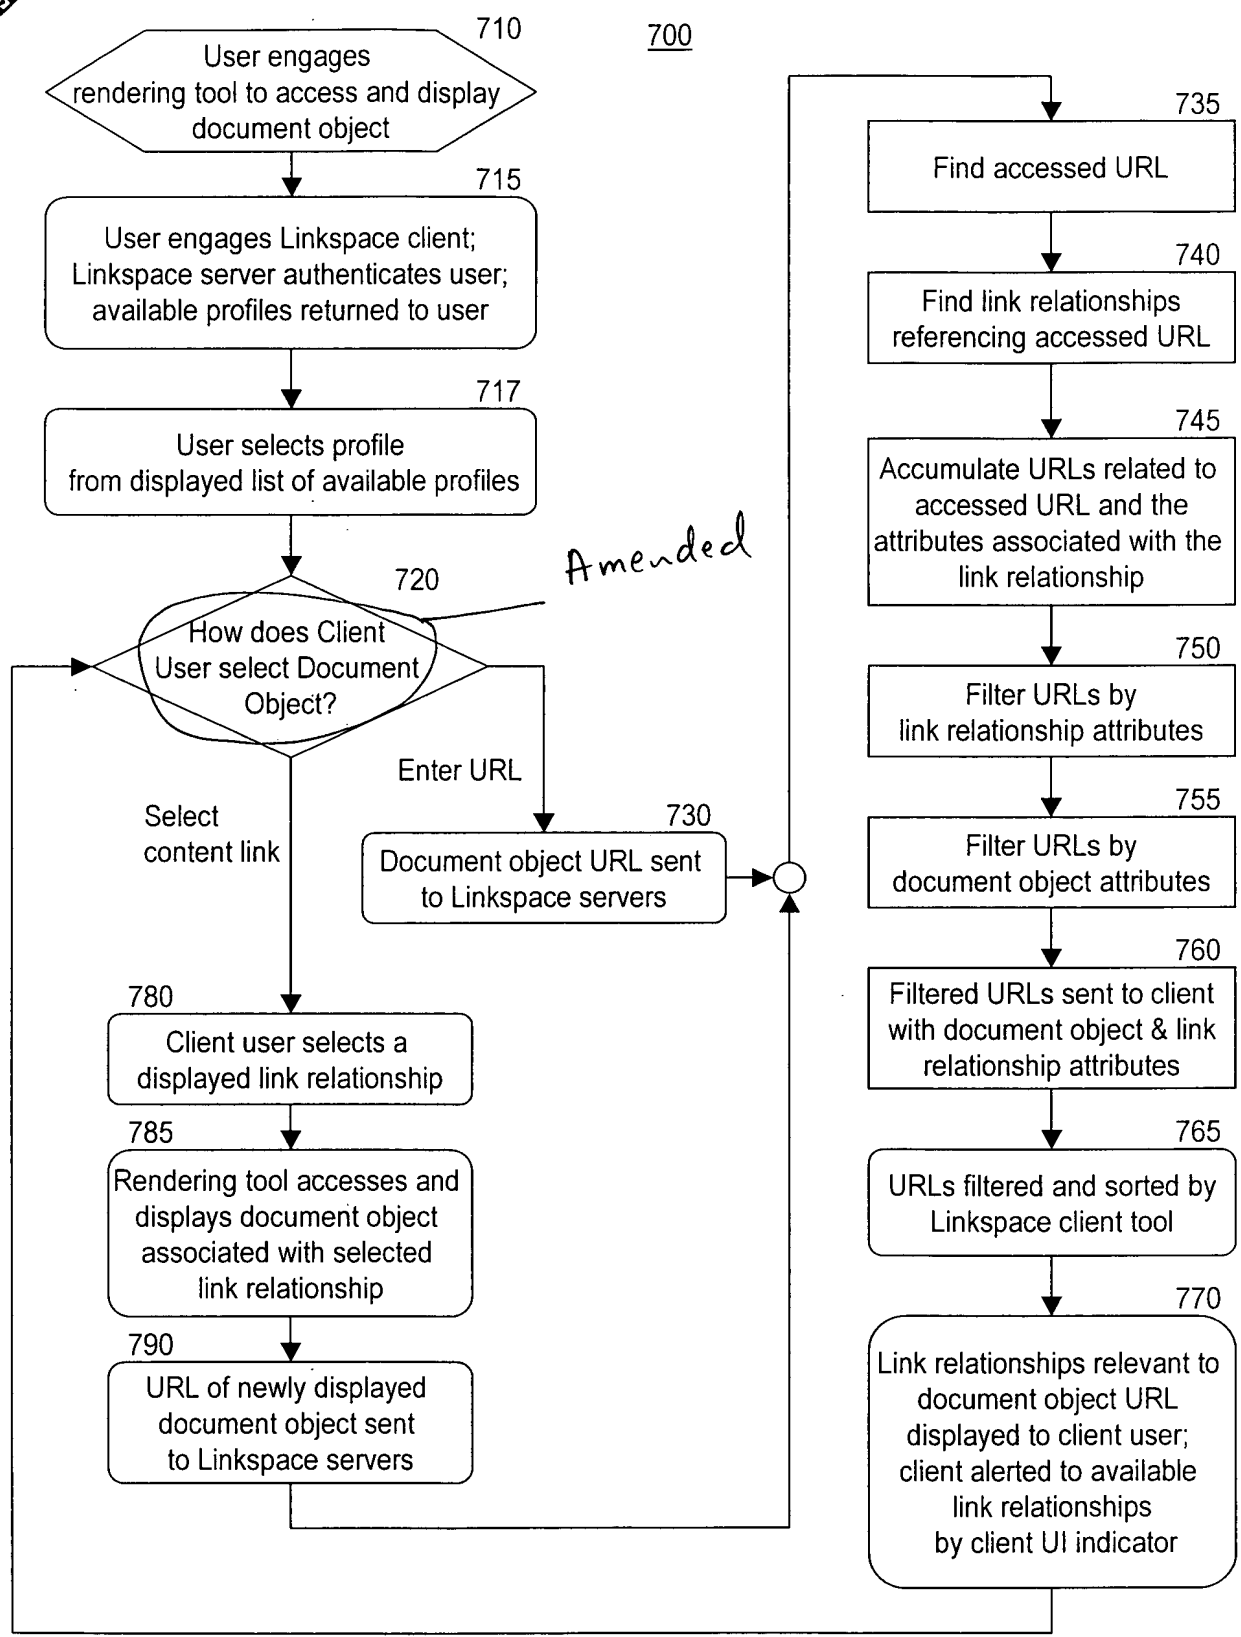 700
710
User engages
rendering tool to access and display
document object
715
User engages Linkspace client;
Linkspace server authenticates user;
available profiles returned to user
717
User selects profile
from displayed list of available profiles
Amended
720
How does Client
User select Document
Object?
Enter URL
Select
content link
730
Document object URL sent
to Linkspace servers
780
Client user selects a
displayed link relationship
785
Rendering tool accesses and
displays document object
associated with selected
link relationship
790
URL of newly displayed
document object sent
to Linkspace servers
735
Find accessed URL
740
Find link relationships
referencing accessed URL
745
Accumulate URLs related to
accessed URL and the
attributes associated with the
link relationship
750
Filter URLs by
link relationship attributes
755
Filter URLs by
document object attributes
760
Filtered URLs sent to client
with document object & link
relationship attributes
765
URLs filtered and sorted by
Linkspace client tool
770
Link relationships relevant to
document object URL
displayed to client user;
client alerted to available
link relationships
by client UI indicator